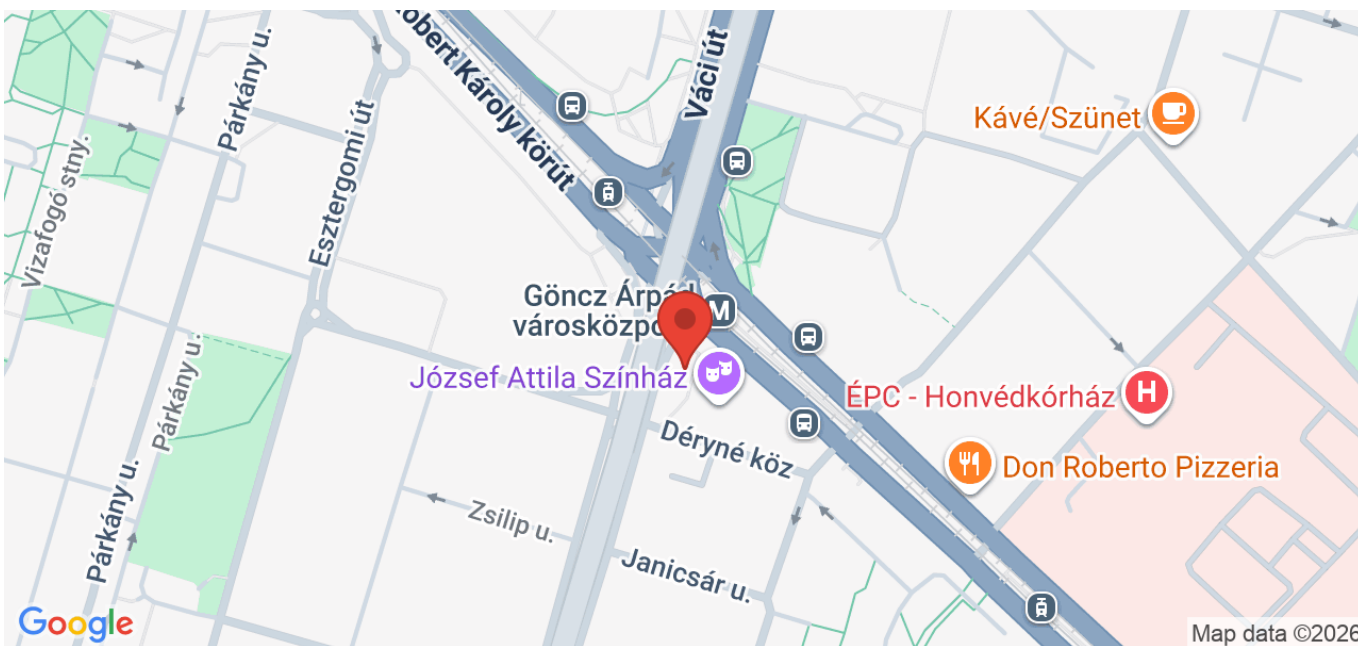 Róbert Károly körút
Váci út
Párkány u.
Esztergomi út
Vizafogó stny.
Kávé/Szünet
Göncz Árpád
városközpo
M
József Attila Színház
Párkány u.
ÉPC - Honvédkórház
H
Déryné köz
Don Roberto Pizzeria
Párkány u.
Zsilip u.
Janicsár u.
Google
Map data ©2026